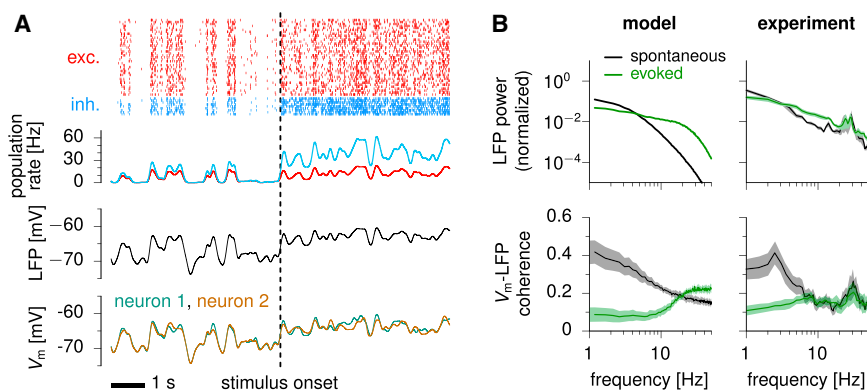 A
exc.
inh.
population
rate [Hz]
60
30
0
LFP [mV]
−60
−70
neuron 1, neuron 2
Vm [mV]
−60
−70
1 s
stimulus onset
B
model
experiment
spontaneous
evoked
LFP power
(normalized)
10^0
10^−2
10^−4
Vm-LFP
coherence
0.6
0.4
0.2
0
1
10
1
10
frequency [Hz]
frequency [Hz]